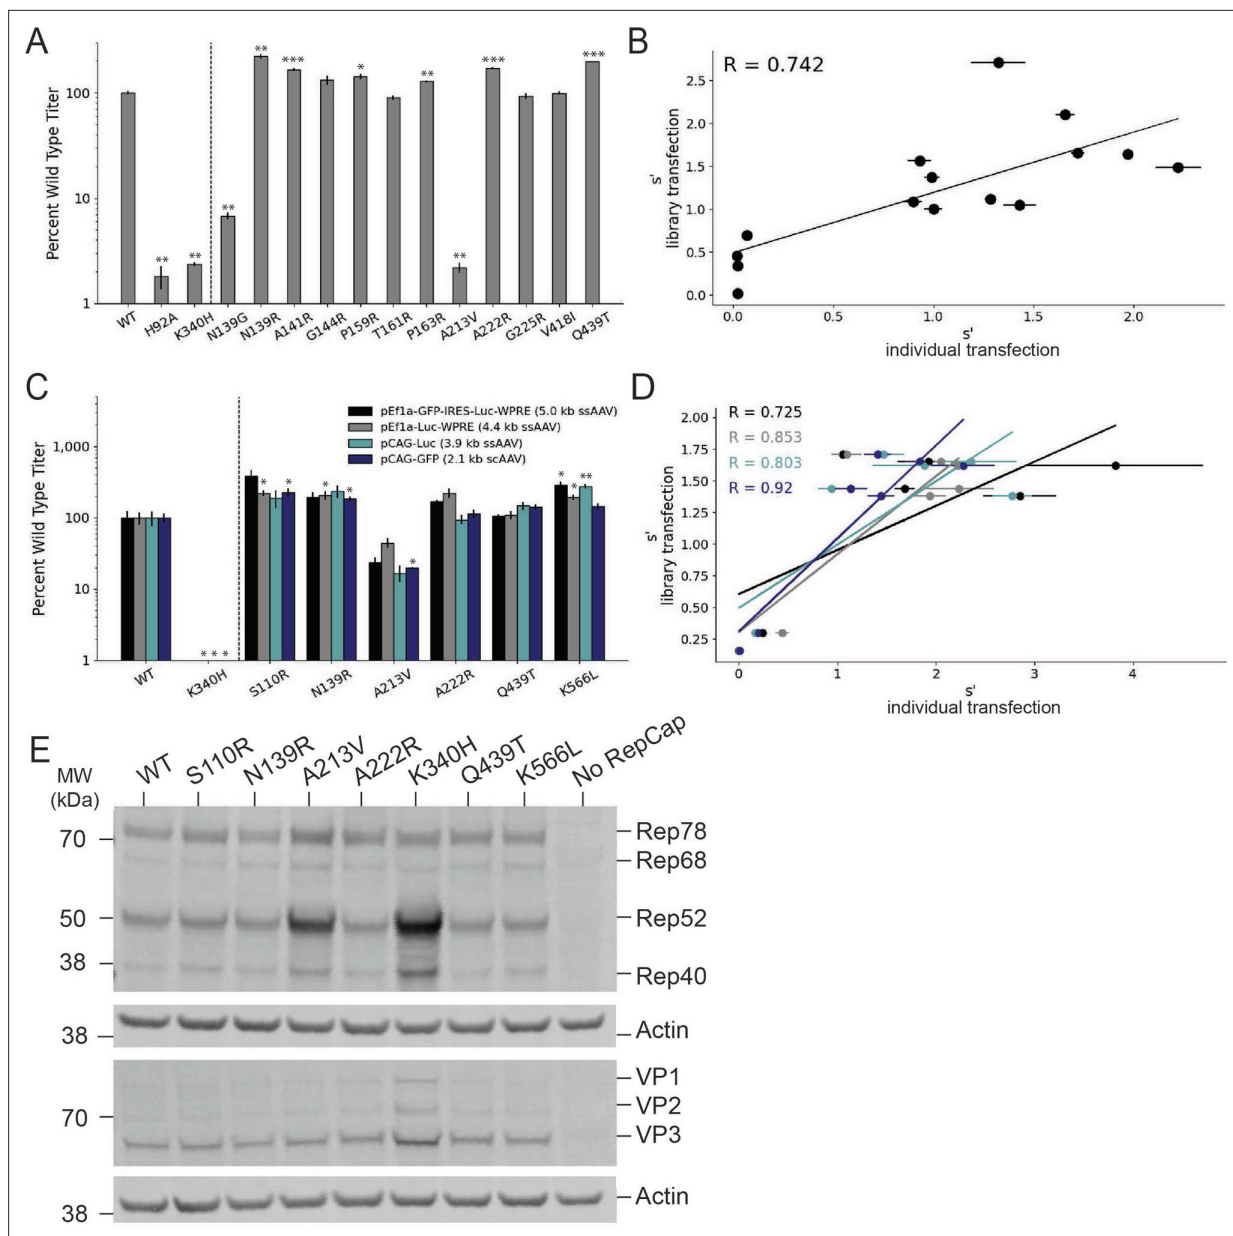 A
Percent Wild Type Titer
100
10
1
** ** ** ** *** * ** ** *** ***
WT H92A K340H N139G N139R A141R G144R P159R T161R P163R A213V A222R G225R V418I Q439T
B
R = 0.742
s'
library transfection
2.5
2.0
1.5
1.0
0.5
0.0
0.0 0.5 1.0 1.5 2.0
s'
individual transfection
C
Percent Wild Type Titer
1,000
100
10
1
pEf1a-GFP-IRES-Luc-WPRE (5.0 kb ssAAV)
pEf1a-Luc-WPRE (4.4 kb ssAAV)
pCAG-Luc (3.9 kb ssAAV)
pCAG-GFP (2.1 kb scAAV)
* * * * * * * * * * **
WT K340H S110R N139R A213V A222R Q439T K566L
D
R = 0.725
R = 0.853
R = 0.803
R = 0.92
s'
library transfection
2.00
1.75
1.50
1.25
1.00
0.75
0.50
0.25
0 1 2 3 4
s'
individual transfection
E
MW
(kDa)
WT S110R N139R A213V A222R K340H Q439T K566L No RepCap
70
50
38
Rep78
Rep68
Rep52
Rep40
38
Actin
70
VP1
VP2
VP3
38
Actin